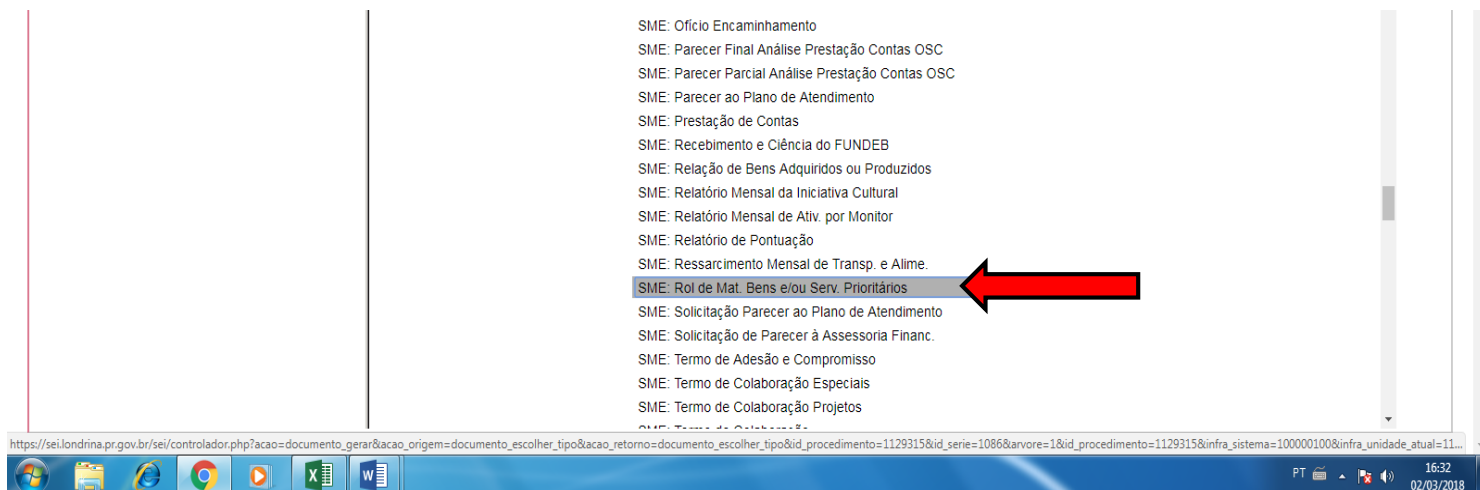 SME: Ofício Encaminhamento
SME: Parecer Final Análise Prestação Contas OSC
SME: Parecer Parcial Análise Prestação Contas OSC
SME: Parecer ao Plano de Atendimento
SME: Prestação de Contas
SME: Recebimento e Ciência do FUNDEB
SME: Relação de Bens Adquiridos ou Produzidos
SME: Relatório Mensal da Iniciativa Cultural
SME: Relatório Mensal de Ativ. por Monitor
SME: Relatório de Pontuação
SME: Ressarcimento Mensal de Transp. e Alime.
SME: Rol de Mat. Bens e/ou Serv. Prioritários
SME: Solicitação Parecer ao Plano de Atendimento
SME: Solicitação de Parecer à Assessoria Financ.
SME: Termo de Adesão e Compromisso
SME: Termo de Colaboração Especiais
SME: Termo de Colaboração Projetos
SME: Termo de Colaboração
https://sei.londrina.pr.gov.br/sei/controlador.php?acao=documento_gerar&acao_origem=documento_escolher_tipo&acao_retorno=documento_escolher_tipo&id_procedimento=1129315&id_serie=1086&arvore=1&id_procedimento=1129315&infra_sistema=100000100&infra_unidade_atual=11...
PT
16:32
02/03/2018